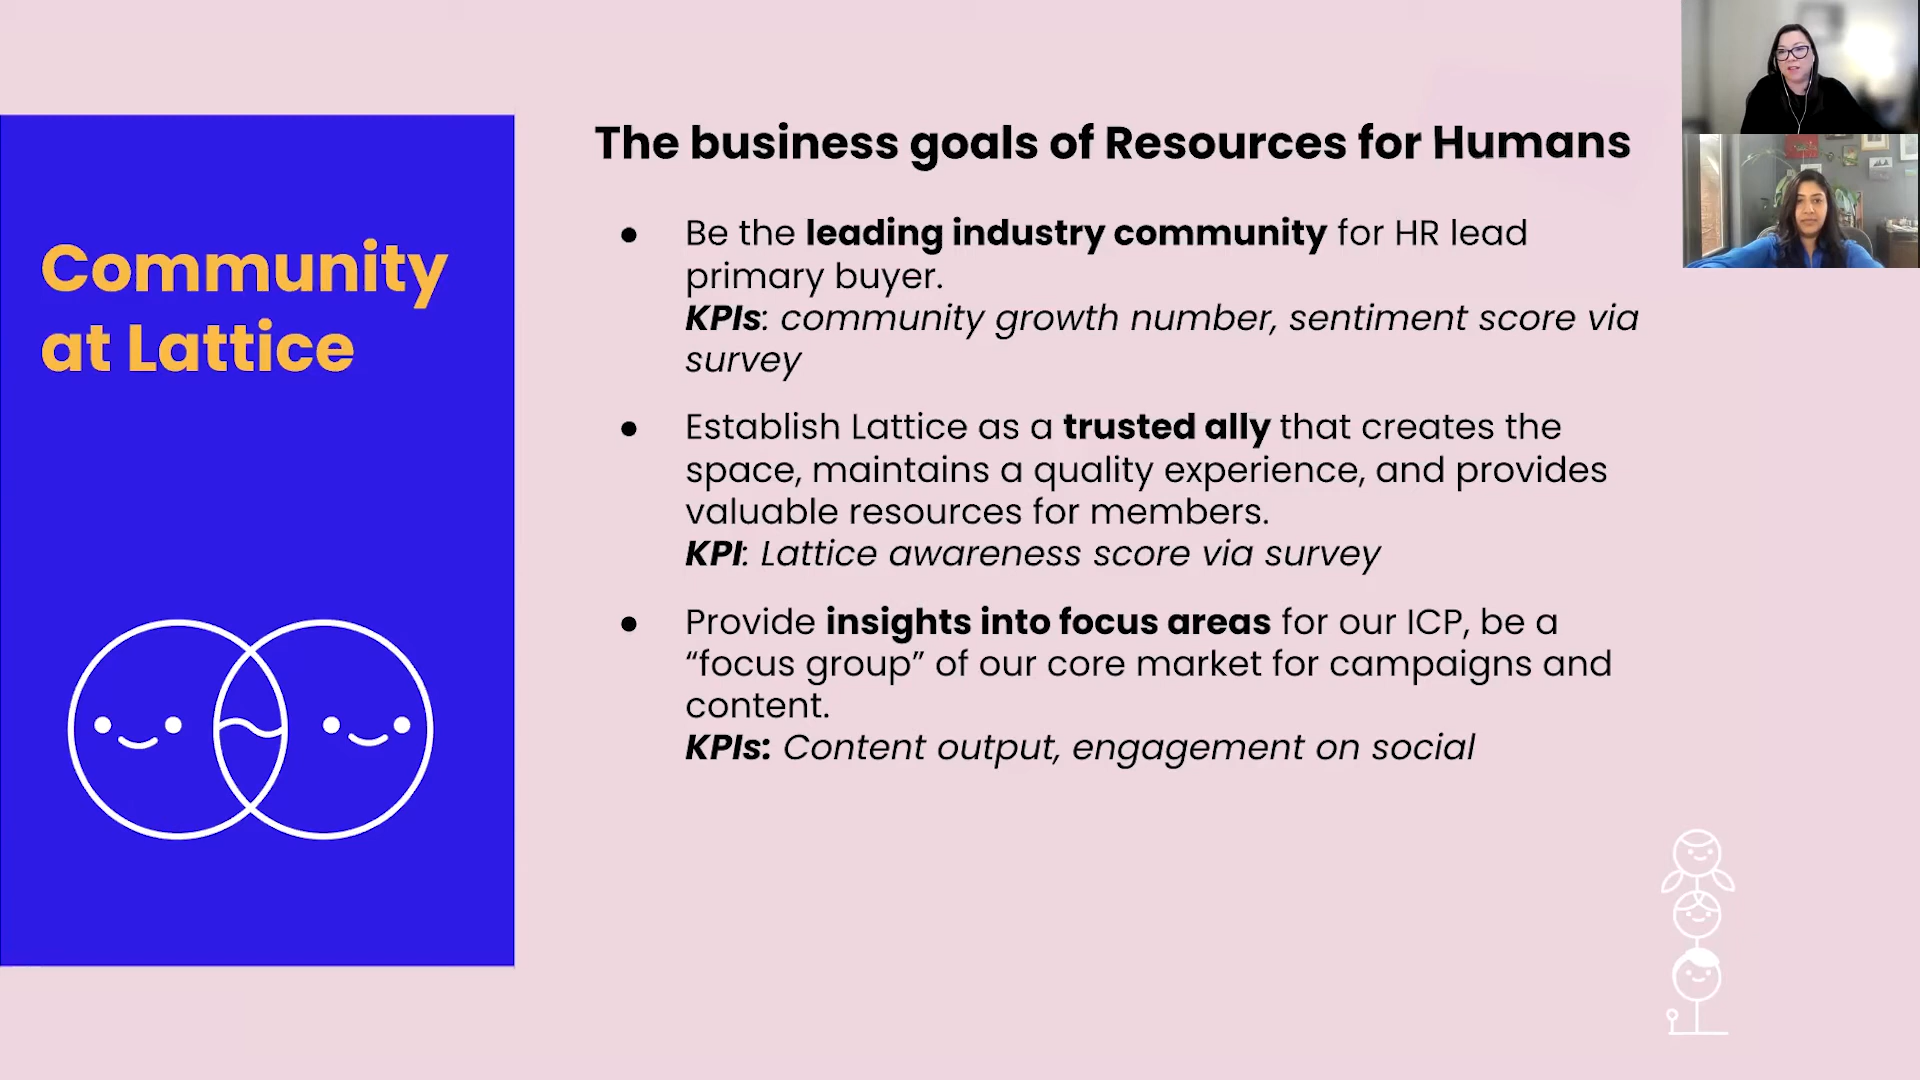 Community
at Lattice
The business goals of Resources for Humans
● Be the leading industry community for HR lead
primary buyer.
KPIs: community growth number, sentiment score via
survey
● Establish Lattice as a trusted ally that creates the
space, maintains a quality experience, and provides
valuable resources for members.
KPI: Lattice awareness score via survey
● Provide insights into focus areas for our ICP, be a
“focus group” of our core market for campaigns and
content.
KPIs: Content output, engagement on social